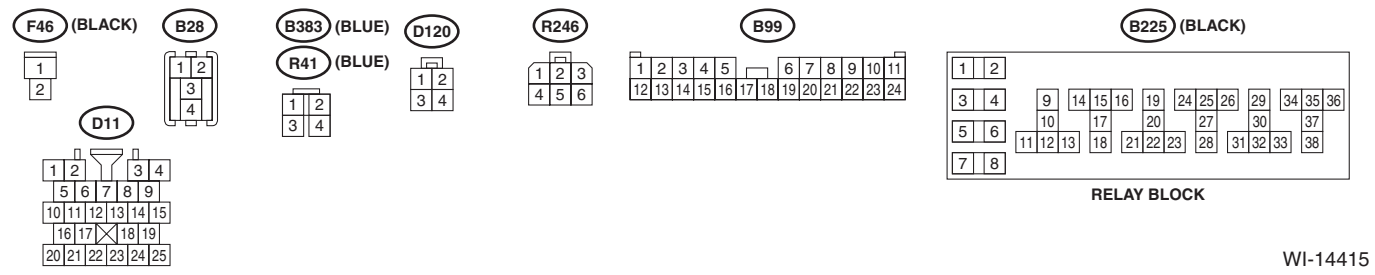 F46 (BLACK)
B28
B383 (BLUE)
D120
R246
B99
B225 (BLACK)
R41 (BLUE)
1
2
1 2
3
4
1 2
3 4
1 2
3 4
1 2 3
4 5 6
1 2 3 4 5 6 7 8 9 10 11
12 13 14 15 16 17 18 19 20 21 22 23 24
1 2
3 4
5 6
7 8
9 14 15 16 19 24 25 26 29 34 35 36
10 17 20 27 30 37
11 12 13 18 21 22 23 28 31 32 33 38
RELAY BLOCK
D11
1 2 3 4
5 6 7 8 9
10 11 12 13 14 15
16 17 18 19
20 21 22 23 24 25
WI-14415